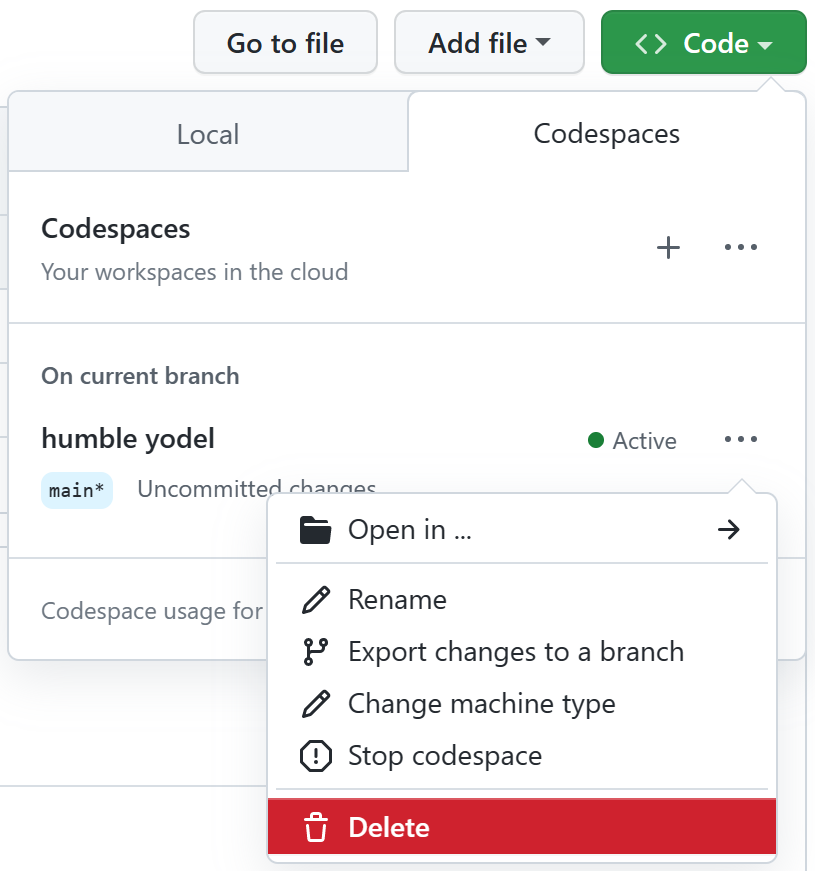 Go to file
Add file
Code
Local
Codespaces
Codespaces
Your workspaces in the cloud
On current branch
humble yodel
Active
main*
Uncommitted changes
Open in ...
Rename
Codespace usage for
Export changes to a branch
Change machine type
Stop codespace
Delete